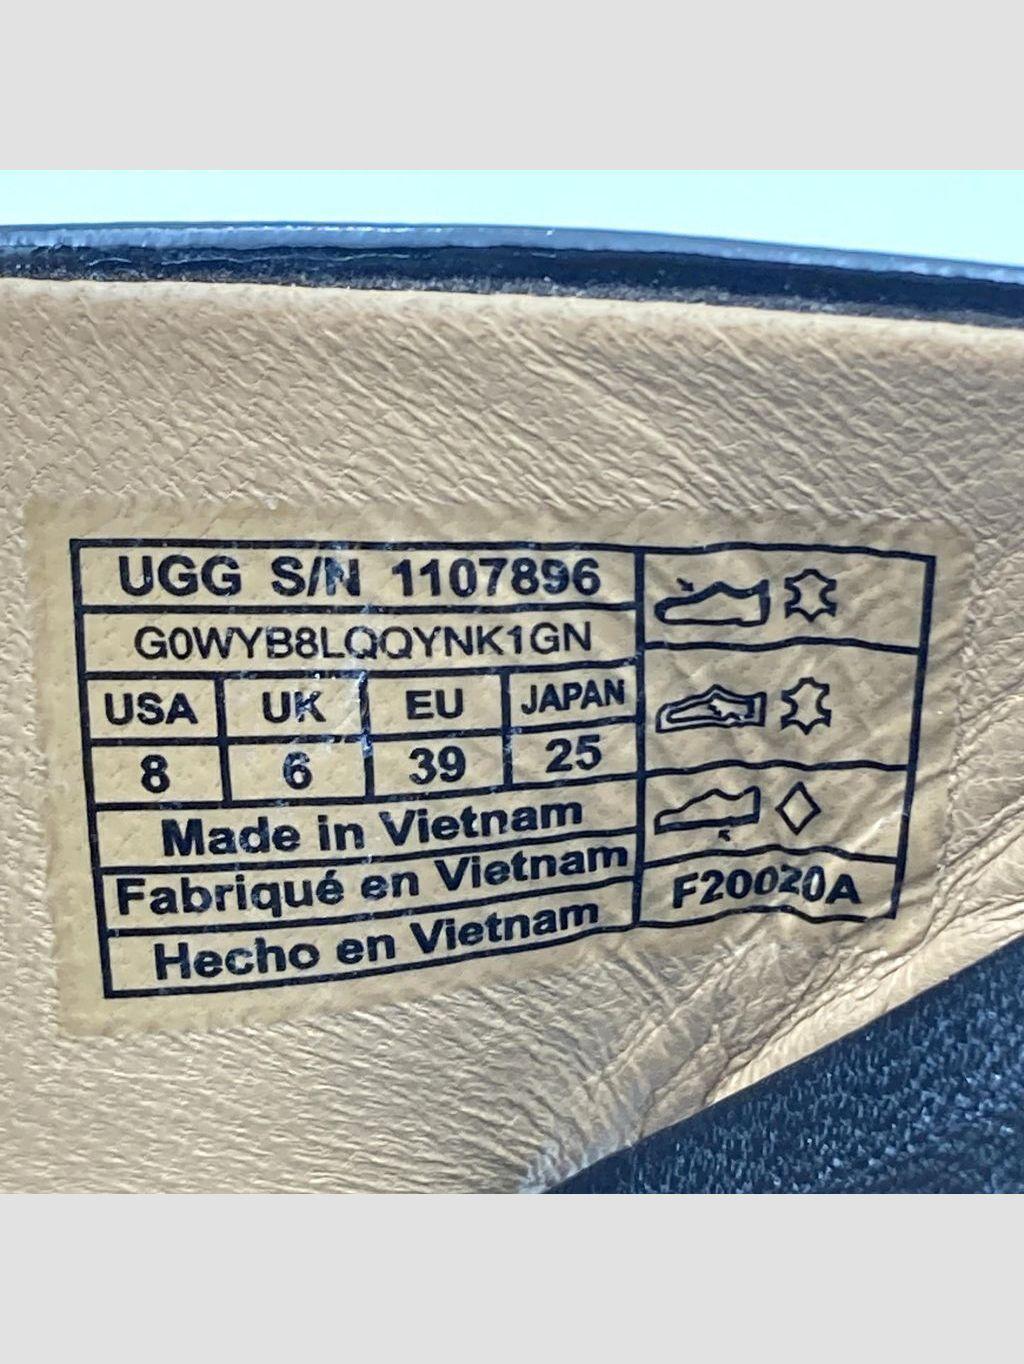 UGG S/N 1107896
G0WYB8LQQYNK1GN
USA UK EU JAPAN
8 6 39 25
Made in Vietnam
Fabriqué en Vietnam
Hecho en Vietnam
F20020A